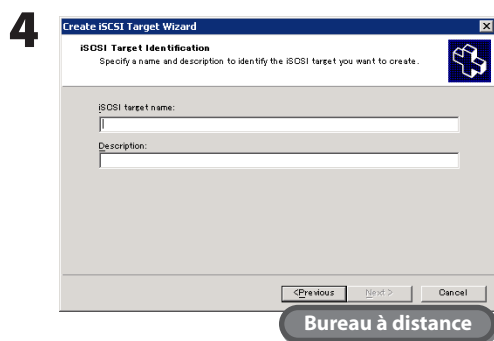 4
Create iSCSI Target Wizard
iSCSI Target Identification
Specify a name and description to identify the iSCSI target you want to create.
iSCSI target name:
Description:
<Previous
Next>
Cancel
Bureau à distance